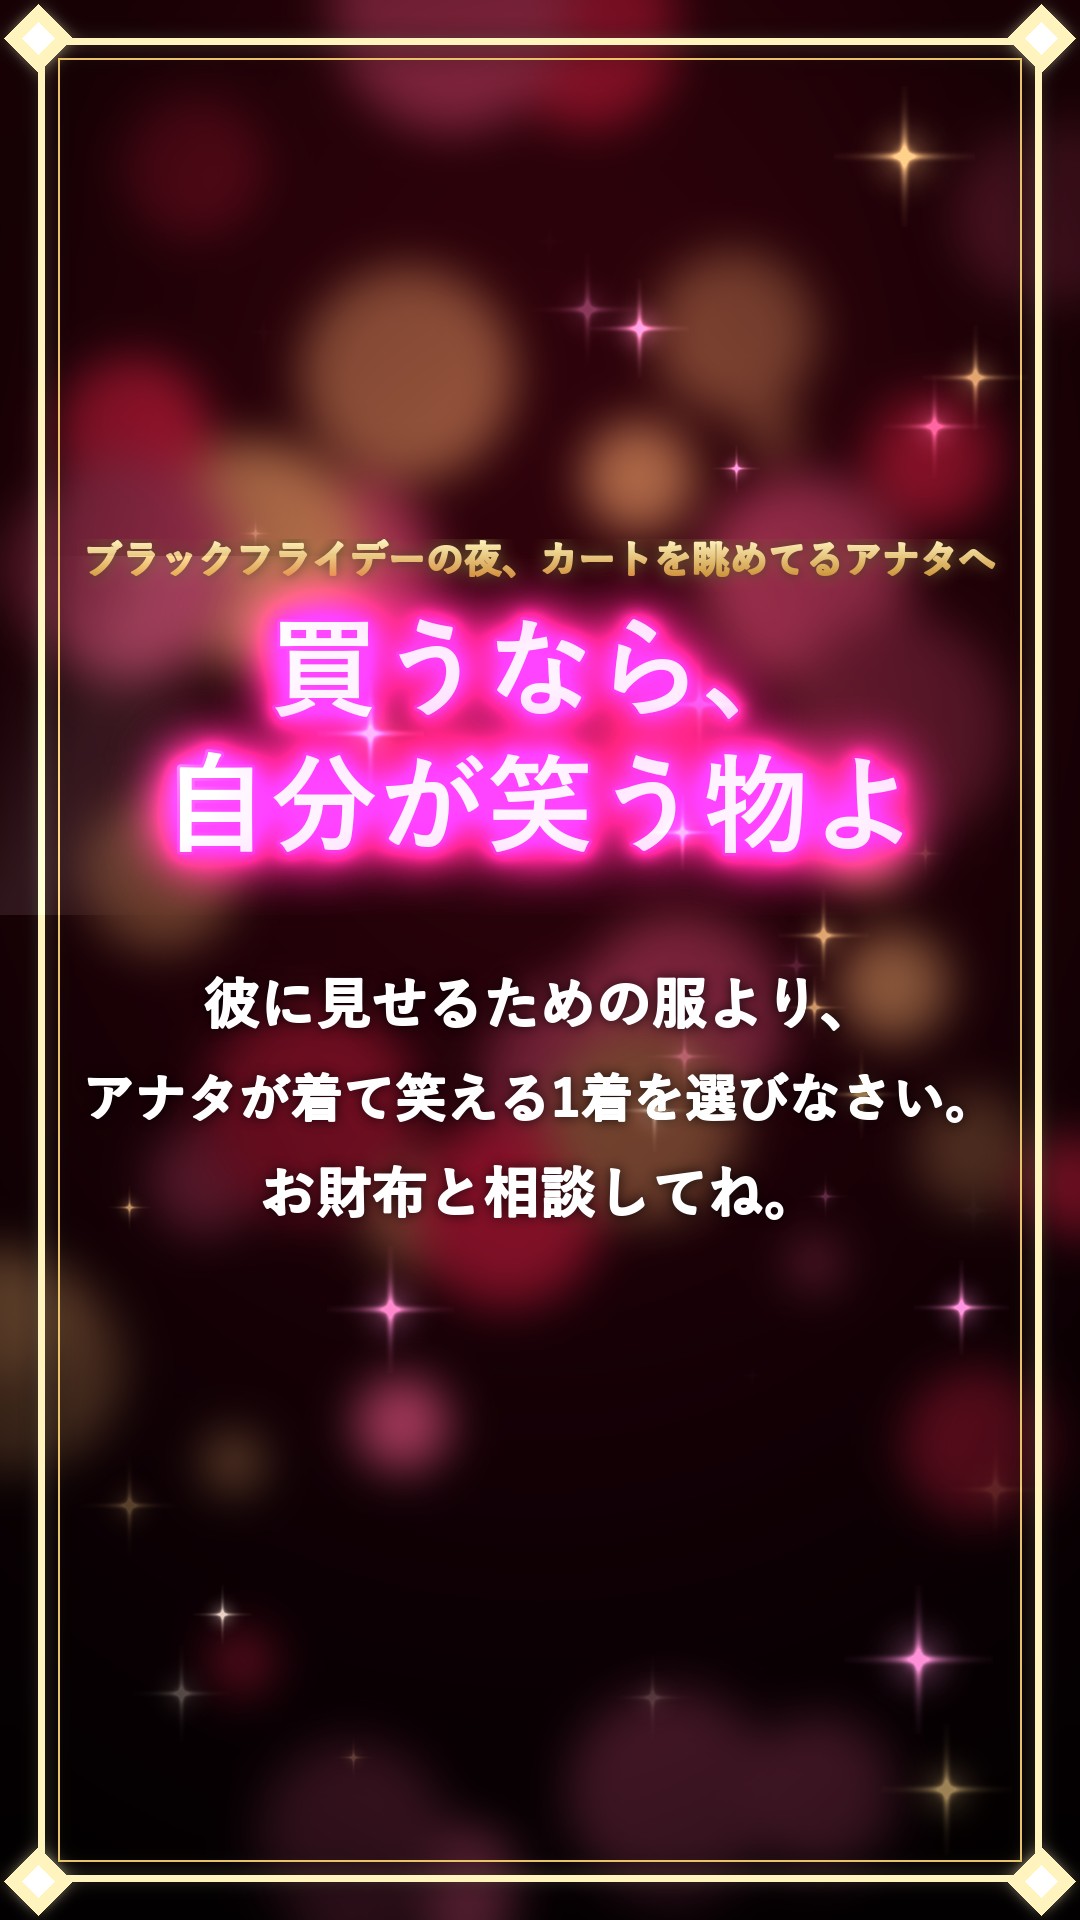 ブラックフライデーの夜、カートを眺めてるアナタへ
買うなら、
自分が笑う物よ
彼に見せるための服より、
アナタが着て笑える1着を選びなさい。
お財布と相談してね。